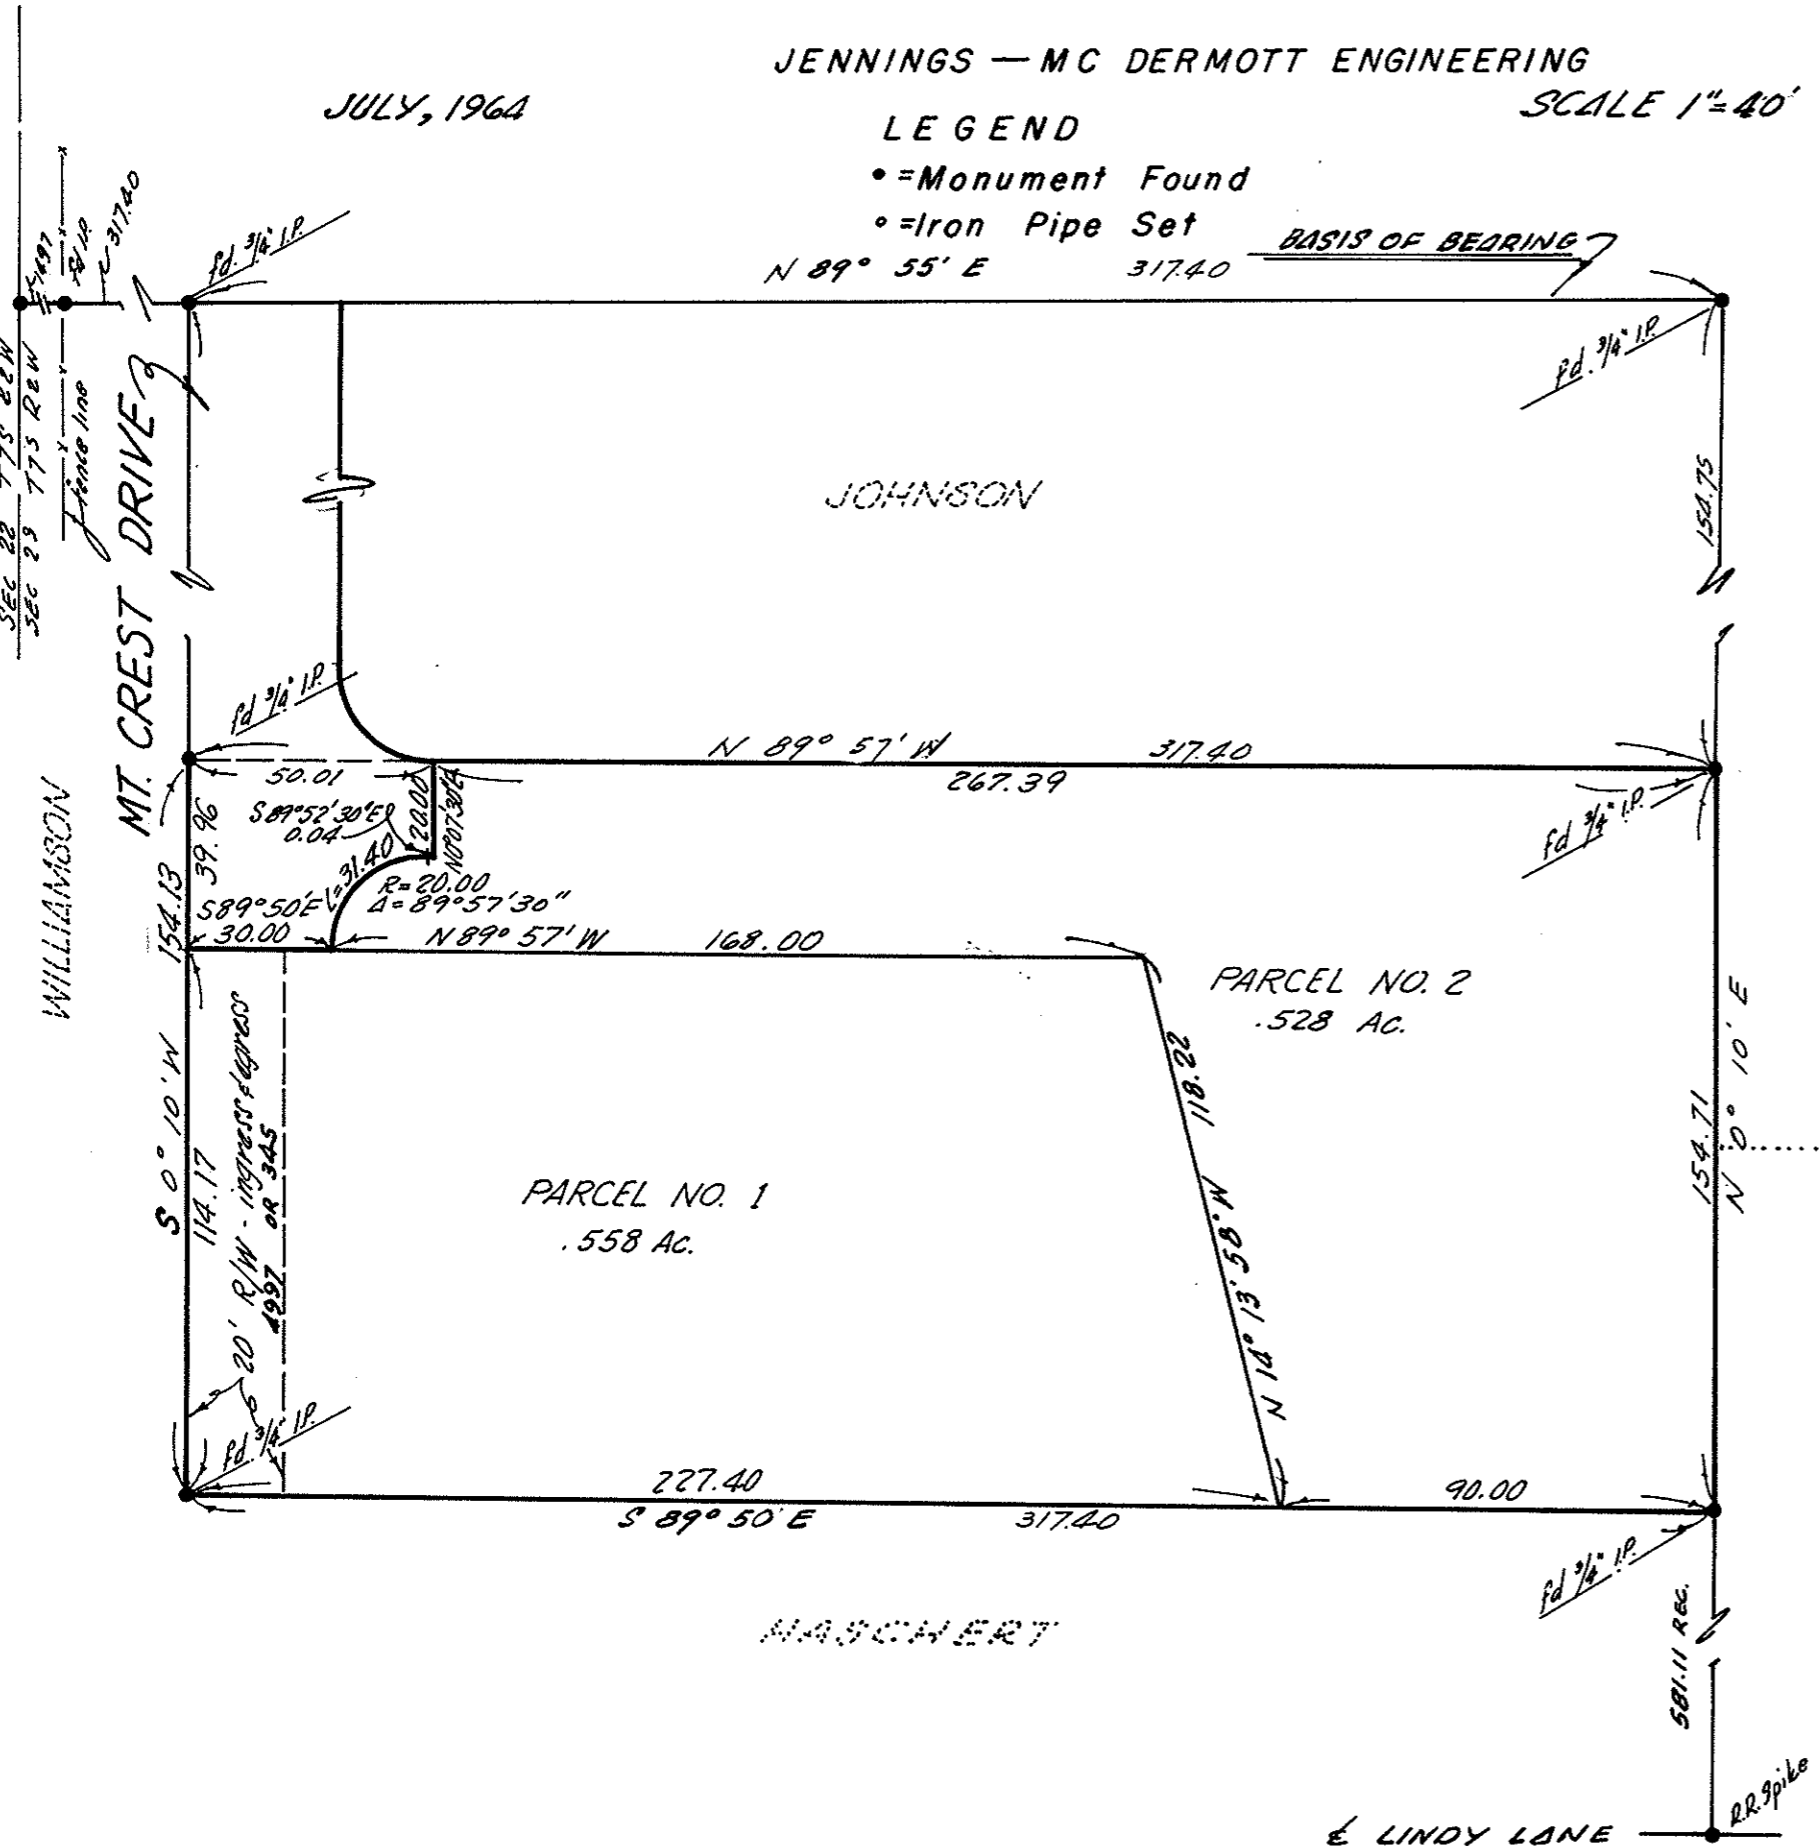 JENNINGS — MC DERMOTT ENGINEERING
JULY, 1964
SCALE 1"=40'
LEGEND
• =Monument Found
∘ =Iron Pipe Set
BASIS OF BEARING
N 89° 55' E 317.40
317.40
fd. 3/4" I.P.
fd. 3/4" I.P.
SEC 22
SEC 23 T7S R2W
fence line
MT. CREST DRIVE
JOHNSON
154.75
fd 3/4" I.P.
N 89° 57' W 317.40
50.01
267.39
20.00
N0°07'30"E
S89°52'30"E
0.04
39.96
L=31.40
R=20.00
Δ=89°57'30"
fd 3/4" I.P.
WILLIAMSON
154.13
S89°50'E
30.00
N 89° 57' W 168.00
PARCEL NO. 2
.528 Ac.
118.22
N 14° 13' 58" W
154.71
N 0° 10' E
S 0° 10' W
114.17
20' R/W - ingress & egress
4997 OR 345
PARCEL NO. 1
.558 Ac.
fd. 3/4" I.P.
227.40
90.00
S 89° 50' E 317.40
fd 3/4" I.P.
HASCHERT
581.11 REC.
R.R. Spike
℄ LINDY LANE